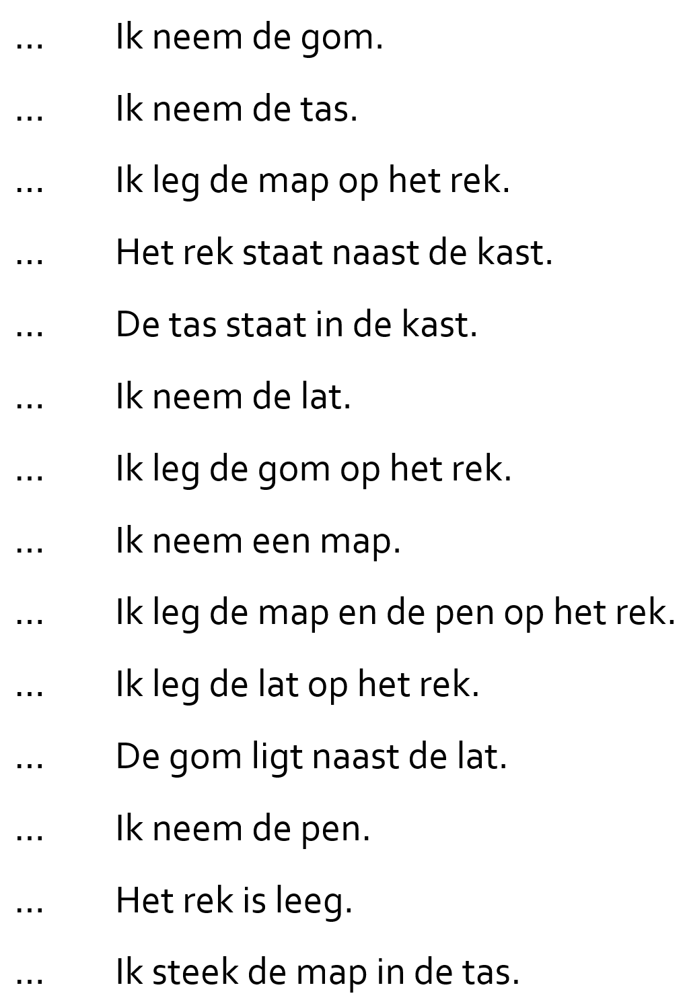 ... Ik neem de gom.
... Ik neem de tas.
... Ik leg de map op het rek.
... Het rek staat naast de kast.
... De tas staat in de kast.
... Ik neem de lat.
... Ik leg de gom op het rek.
... Ik neem een map.
... Ik leg de map en de pen op het rek.
... Ik leg de lat op het rek.
... De gom ligt naast de lat.
... Ik neem de pen.
... Het rek is leeg.
... Ik steek de map in de tas.